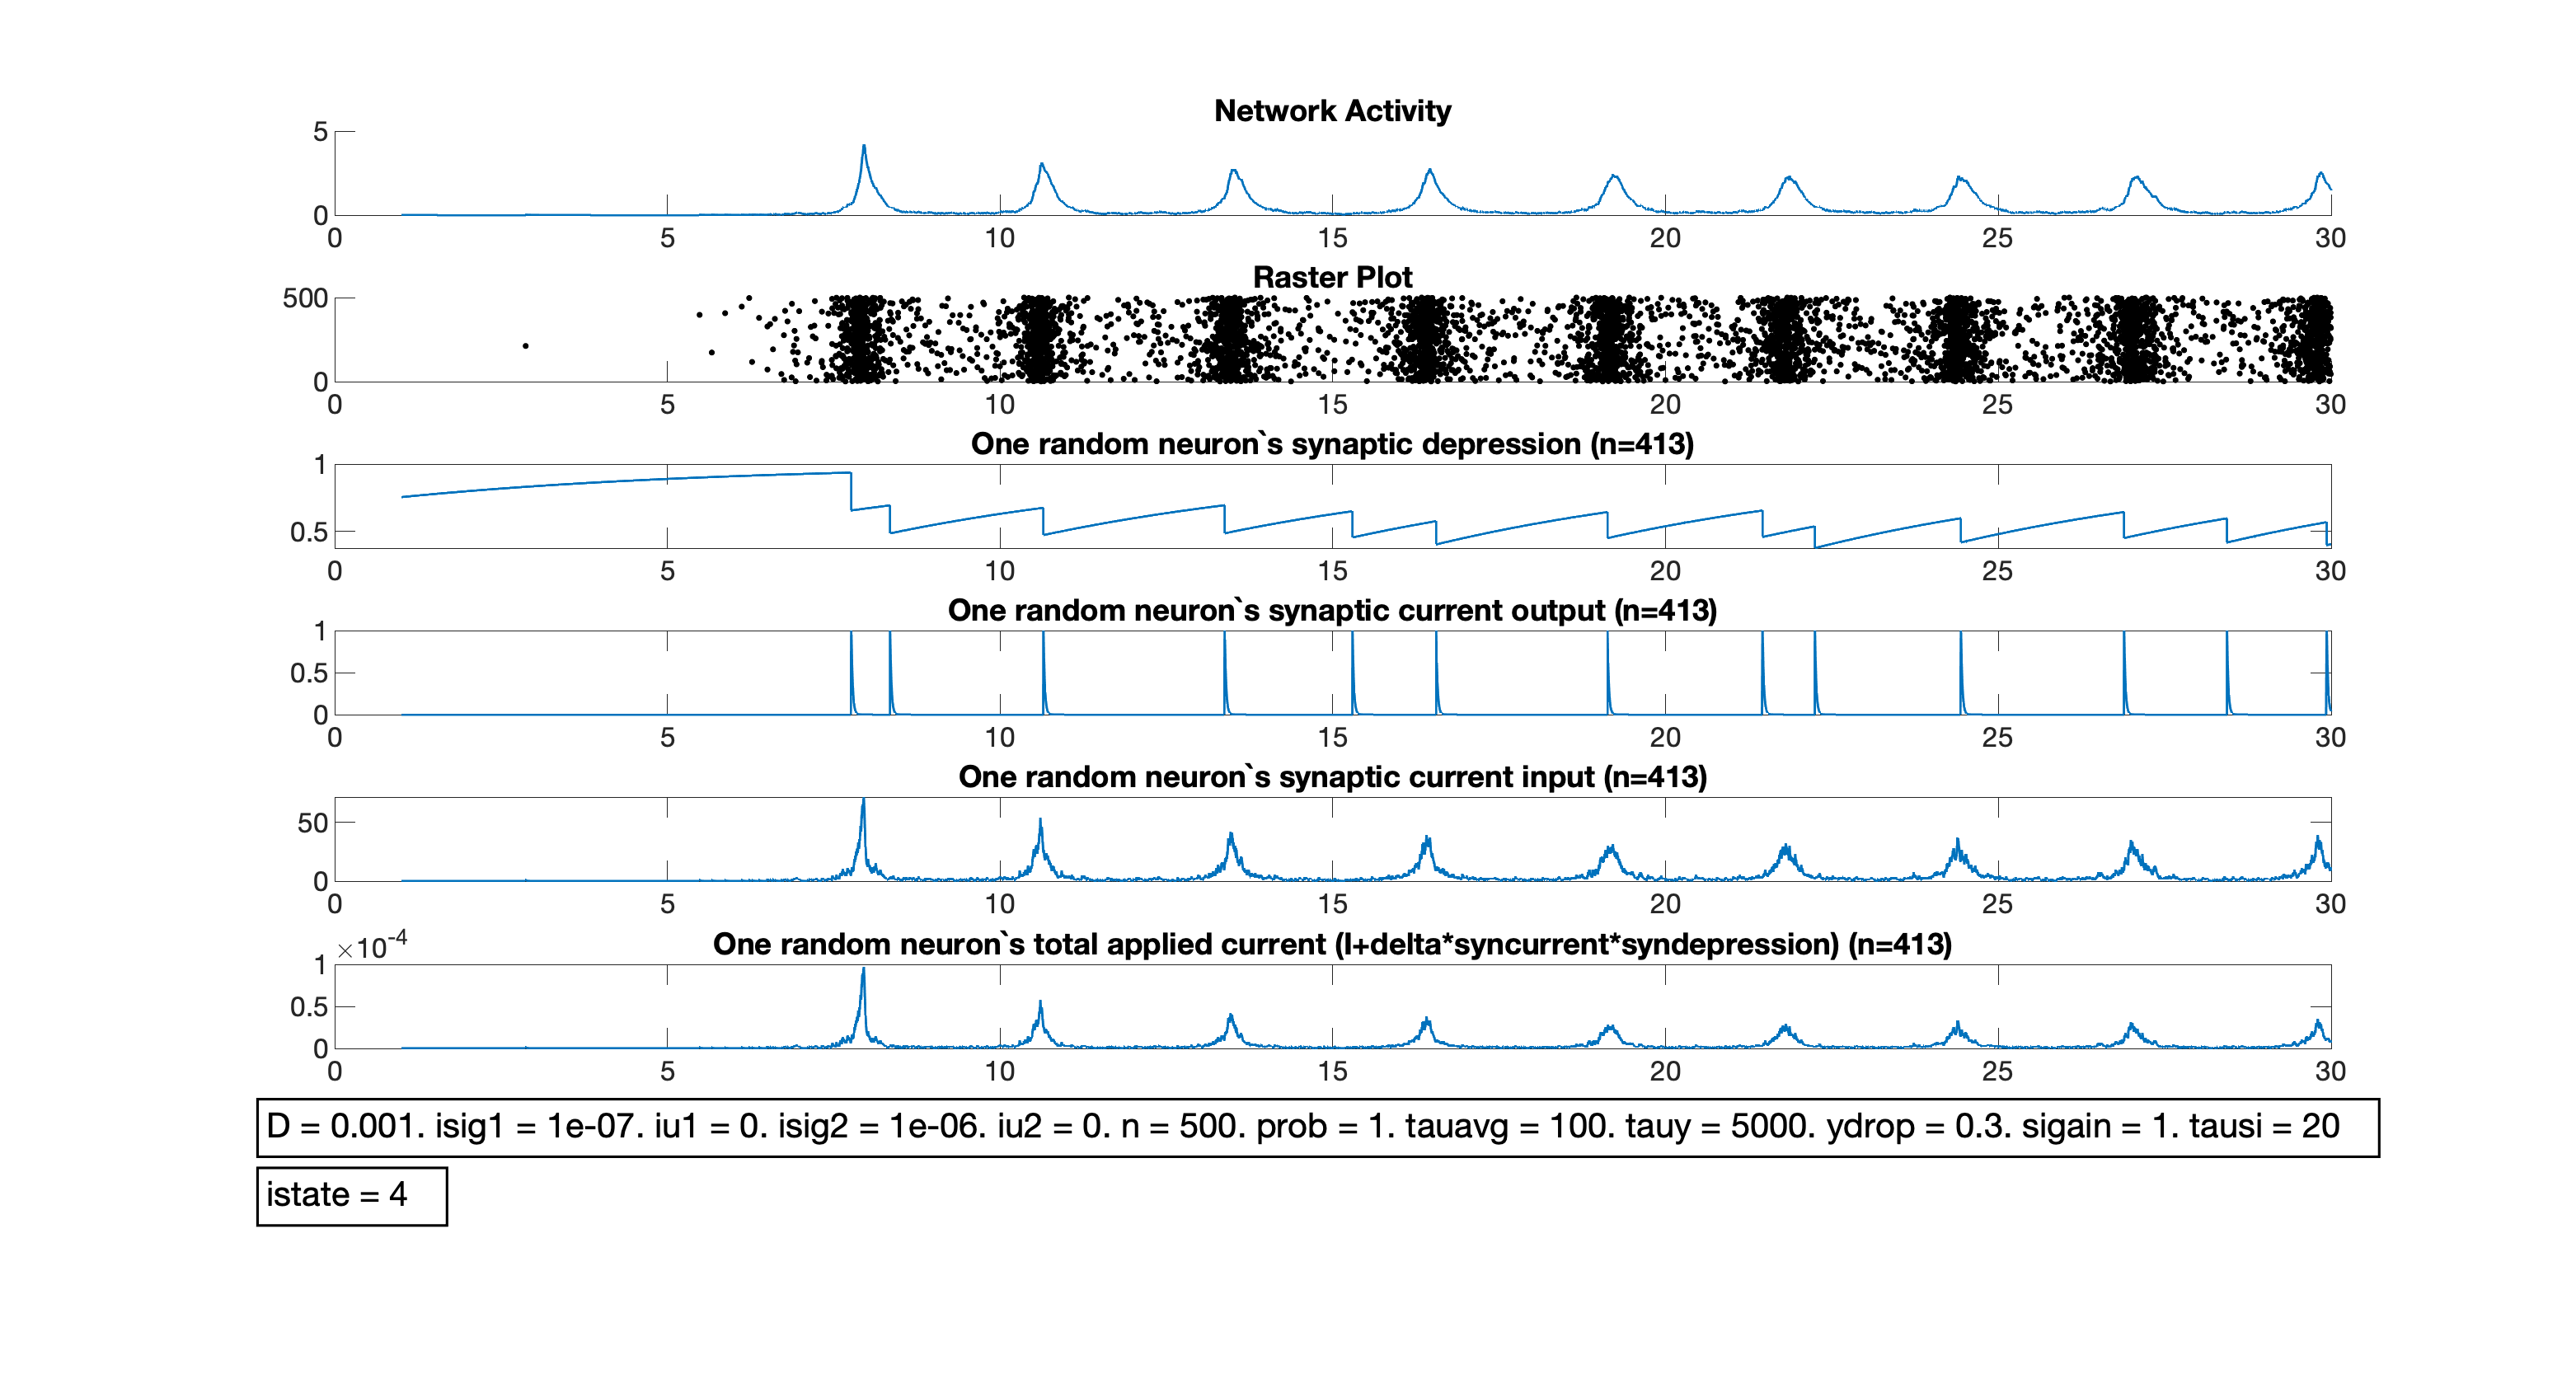 Network Activity
5
0
0 5 10 15 20 25 30
Raster Plot
500
0
0 5 10 15 20 25 30
One random neuron`s synaptic depression (n=413)
1
0.5
0 5 10 15 20 25 30
One random neuron`s synaptic current output (n=413)
1
0.5
0
0 5 10 15 20 25 30
One random neuron`s synaptic current input (n=413)
50
0
0 5 10 15 20 25 30
×10-4
One random neuron`s total applied current (I+delta*syncurrent*syndepression) (n=413)
1
0.5
0
0 5 10 15 20 25 30
D = 0.001. isig1 = 1e-07. iu1 = 0. isig2 = 1e-06. iu2 = 0. n = 500. prob = 1. tauavg = 100. tauy = 5000. ydrop = 0.3. sigain = 1. tausi = 20
istate = 4